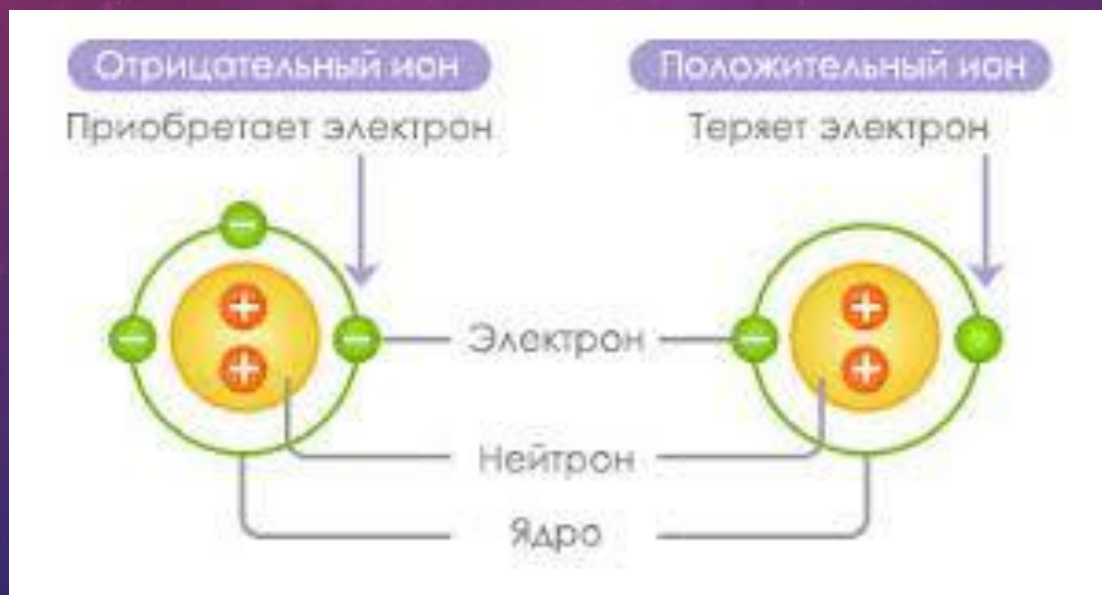 Отрицательный ион
Приобретает электрон
Положительный ион
Теряет электрон
Электрон
Нейтрон
Ядро